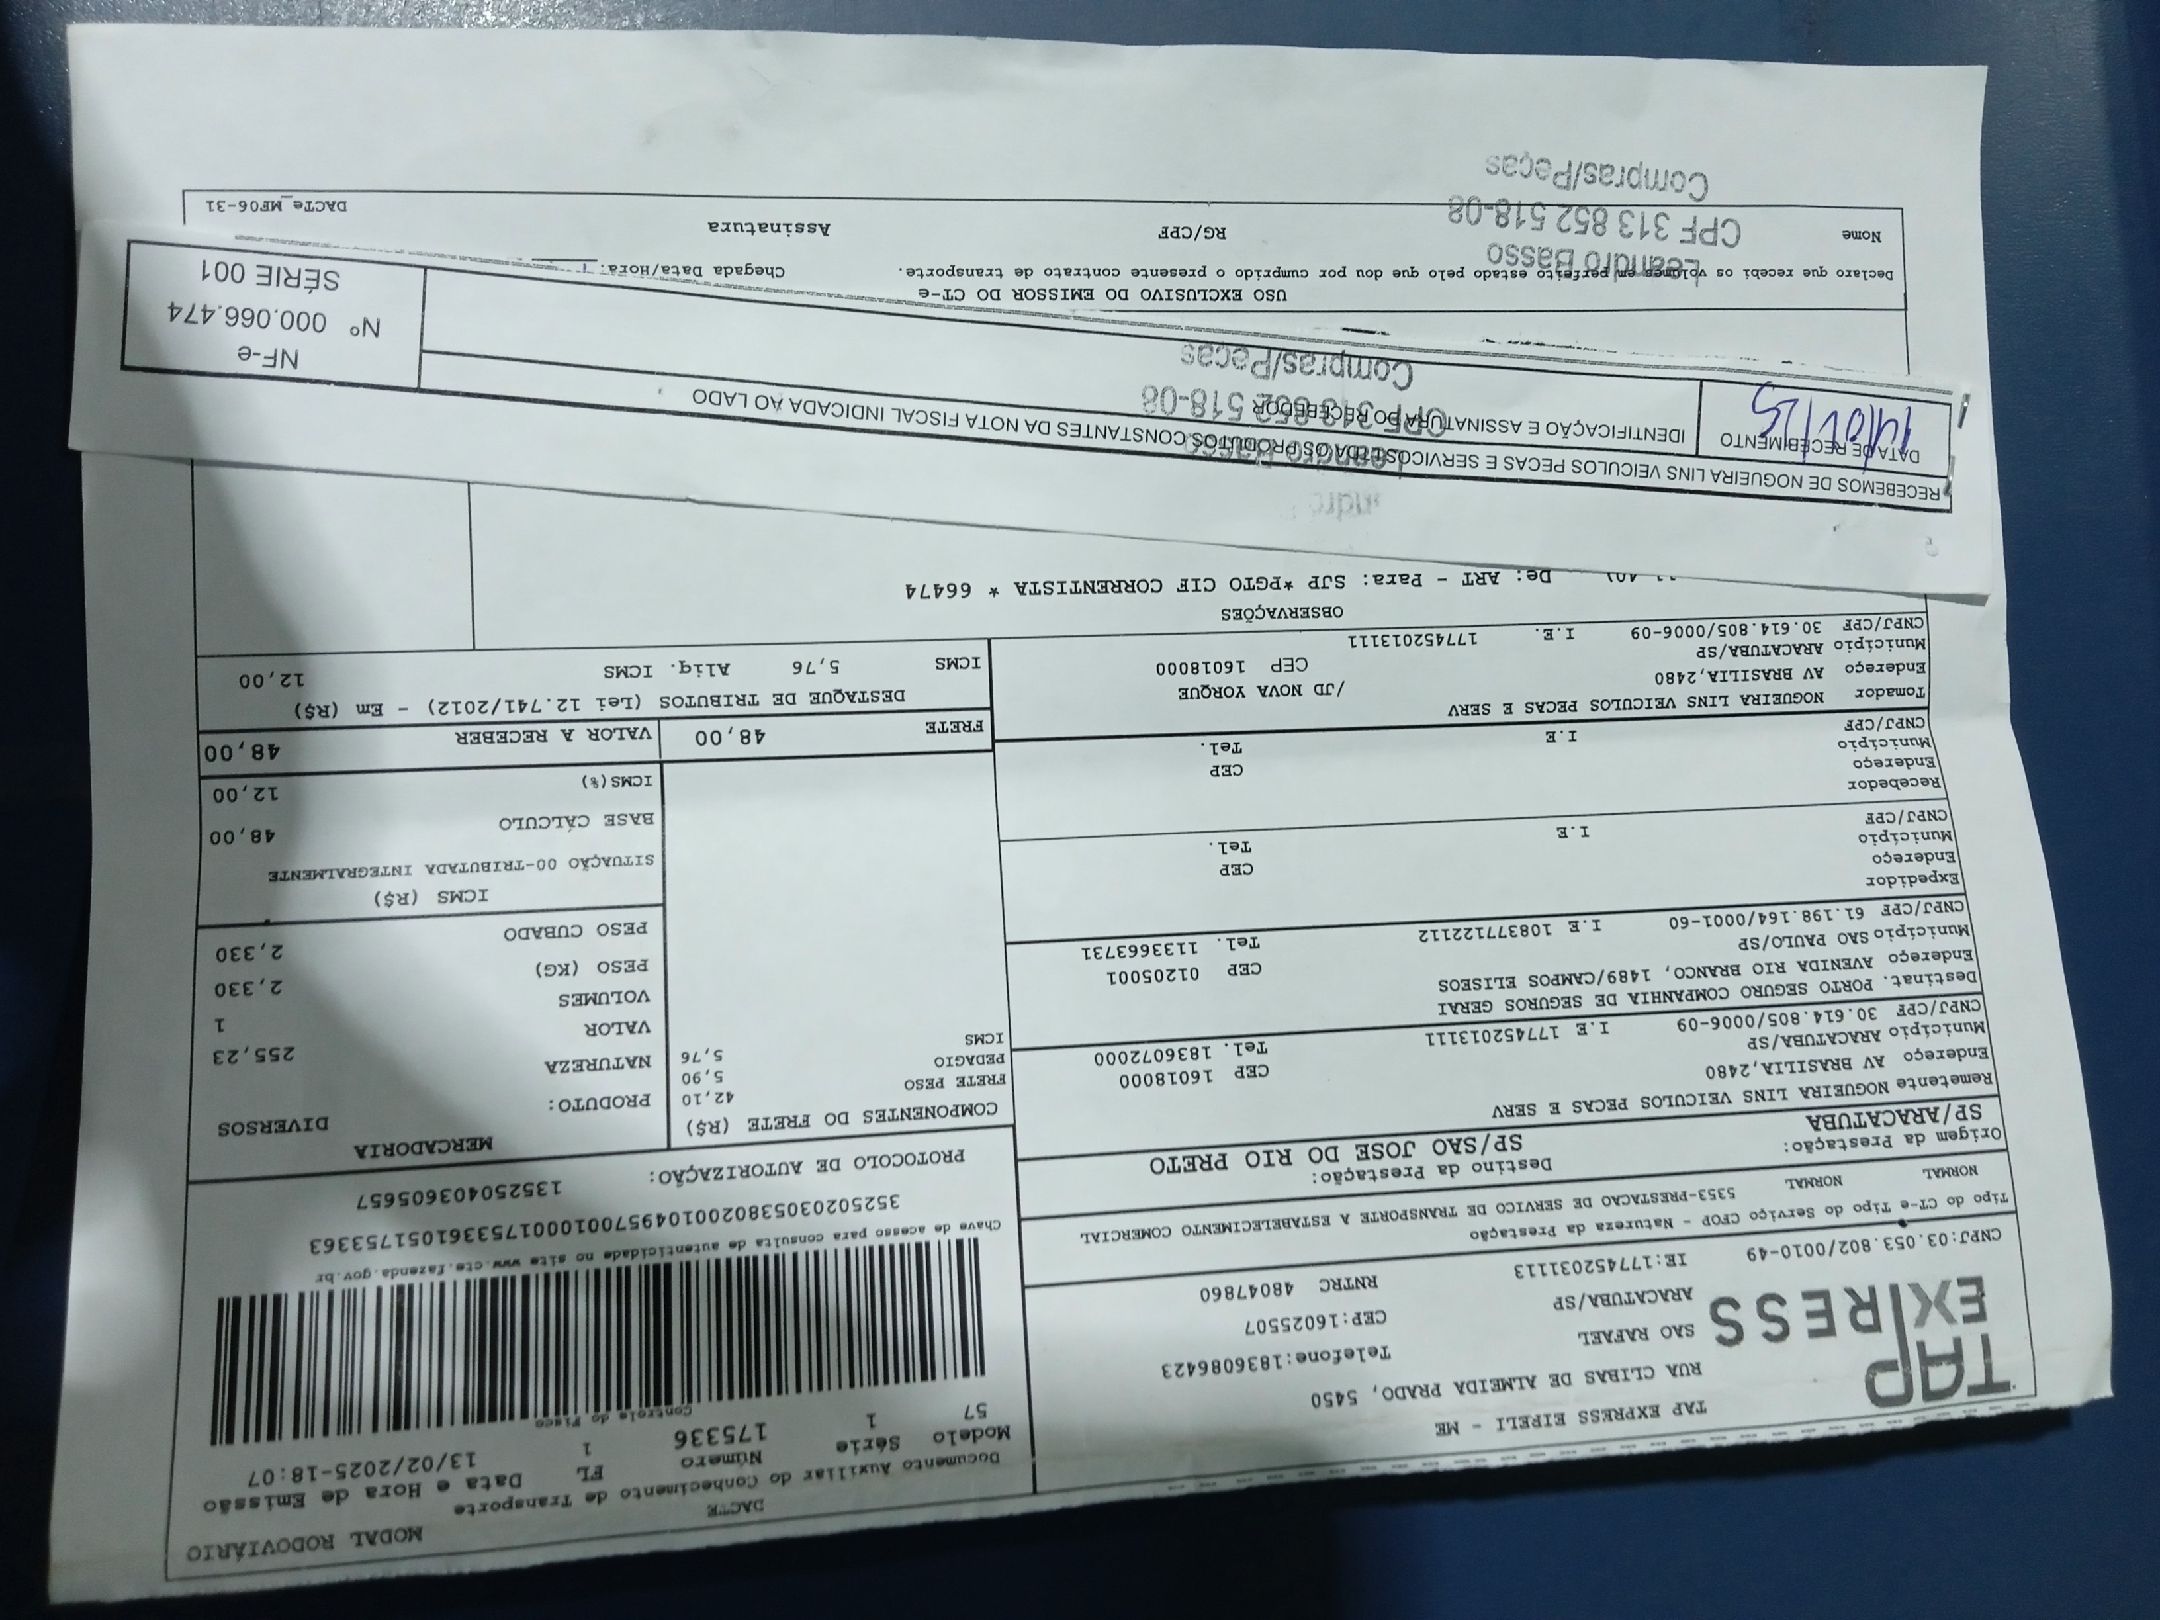 DACTE
MODAL RODOVIÁRIO
Documento Auxiliar do Conhecimento de Transporte
Modelo Série Número FL Data e Hora de Emissão
57 1 175336 1 13/02/2025-18:07
Controle do Fisco
TAP
EXPRESS
TAP EXPRESS EIRELI - ME
RUA CLIBAS DE ALMEIDA PRADO, 5450
SAO RAFAEL Telefone:1836086423
ARACATUBA/SP CEP:16025507
CNPJ:03.053.802/0010-49 IE:177452031113 RNTRC 48047860
Chave de acesso para consulta de autenticidade no site www.cte.fazenda.gov.br
35250203053802001049570010001753361051753363
PROTOCOLO DE AUTORIZAÇÃO: 135250403605657
Tipo do CT-e Tipo do Serviço CFOP - Natureza da Prestação
NORMAL NORMAL 5353-PRESTACAO DE SERVICO DE TRANSPORTE A ESTABELECIMENTO COMERCIAL
Origem da Prestação: Destino da Prestação:
SP/ARACATUBA SP/SAO JOSE DO RIO PRETO
Remetente NOGUEIRA LINS VEICULOS PECAS E SERV
Endereço AV BRASILIA,2480 CEP 16018000
Município ARACATUBA/SP Tel. 1836072000
CNPJ/CPF 30.614.805/0006-09 I.E 177452013111
Destinat. PORTO SEGURO COMPANHIA DE SEGUROS GERAI
Endereço AVENIDA RIO BRANCO, 1489/CAMPOS ELISEOS
Município SAO PAULO/SP CEP 01205001
CNPJ/CPF 61.198.164/0001-60 I.E 108377122112 Tel. 1133663731
Expedidor
Endereço CEP
Município Tel.
CNPJ/CPF I.E
Recebedor
Endereço CEP
Município Tel.
CNPJ/CPF I.E
Tomador NOGUEIRA LINS VEICULOS PECAS E SERV
Endereço AV BRASILIA,2480 /JD NOVA YORQUE
Município ARACATUBA/SP CEP 16018000
CNPJ/CPF 30.614.805/0006-09 I.E. 177452013111
COMPONENTES DO FRETE (R$)
FRETE PESO 42,10
PEDAGIO 5,90
ICMS 5,76
MERCADORIA
PRODUTO: DIVERSOS
NATUREZA
VALOR 255,23
VOLUMES 1
PESO (KG) 2,330
PESO CUBADO 2,330
ICMS (R$)
SITUAÇÃO 00-TRIBUTADA INTEGRALMENTE
BASE CÁLCULO 48,00
ICMS(%) 12,00
FRETE 48,00 VALOR A RECEBER 48,00
DESTAQUE DE TRIBUTOS (Lei 12.741/2012) - Em (R$)
ICMS 5,76 Aliq. ICMS 12,00
OBSERVAÇÕES
De: ART - Para: SJP *PGTO CIF CORRENTISTA * 66474
RECEBEMOS DE NOGUEIRA LINS VEICULOS PECAS E SERVICOS LTDA OS PRODUTOS CONSTANTES DA NOTA FISCAL INDICADA AO LADO
DATA DE RECEBIMENTO
IDENTIFICAÇÃO E ASSINATURA DO RECEBEDOR
Leandro Basso
CPF 313 852 518-08
Compras/Peças
NF-e
Nº 000.066.474
SÉRIE 001
USO EXCLUSIVO DO EMISSOR DO CT-e
Declaro que recebi os volumes em perfeito estado pelo que dou por cumprido o presente contrato de transporte. Chegada Data/Hora:
Nome RG/CPF Assinatura
Leandro Basso
CPF 313 852 518-08
Compras/Peças
DACTe_MF06-31